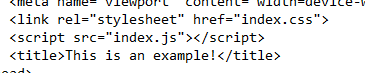 <meta name="viewport" content="width=device-w
<link rel="stylesheet" href="index.css">
<script src="index.js"></script>
<title>This is an example!</title>
ead>